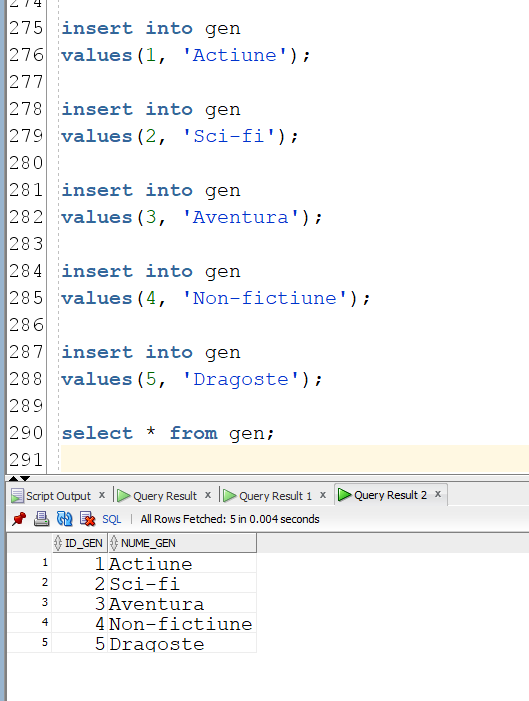 274
275 insert into gen
276 values(1, 'Actiune');
277
278 insert into gen
279 values(2, 'Sci-fi');
280
281 insert into gen
282 values(3, 'Aventura');
283
284 insert into gen
285 values(4, 'Non-fictiune');
286
287 insert into gen
288 values(5, 'Dragoste');
289
290 select * from gen;
291
Script Output x Query Result x Query Result 1 x Query Result 2 x
SQL | All Rows Fetched: 5 in 0.004 seconds
ID_GEN NUME_GEN
1 1 Actiune
2 2 Sci-fi
3 3 Aventura
4 4 Non-fictiune
5 5 Dragoste